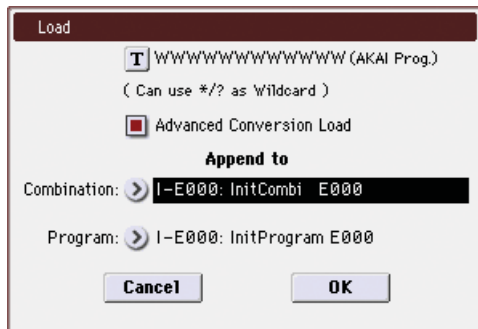 Load
T WWWWWWWWWWWW (AKAI Prog.)
( Can use */? as Wildcard )
Advanced Conversion Load
Append to
Combination: I-E000: InitCombi E000
Program: I-E000: InitProgram E000
Cancel OK